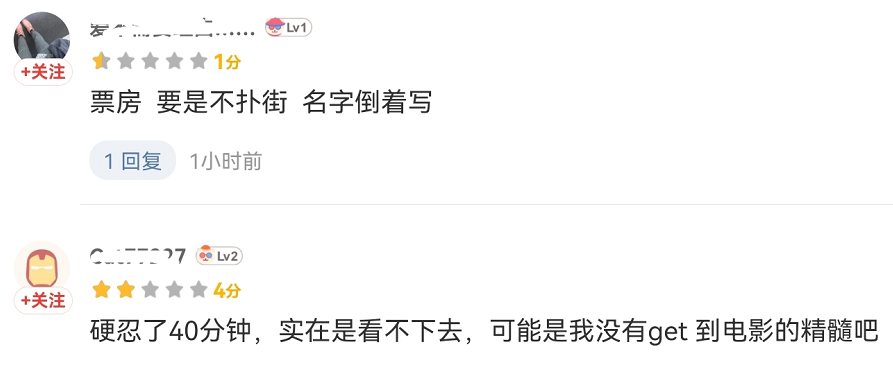 Lv1
+关注
1分
票房 要是不扑街 名字倒着写
1 回复 1小时前
Lv2
+关注
4分
硬忍了40分钟，实在是看不下去，可能是我没有get 到电影的精髓吧